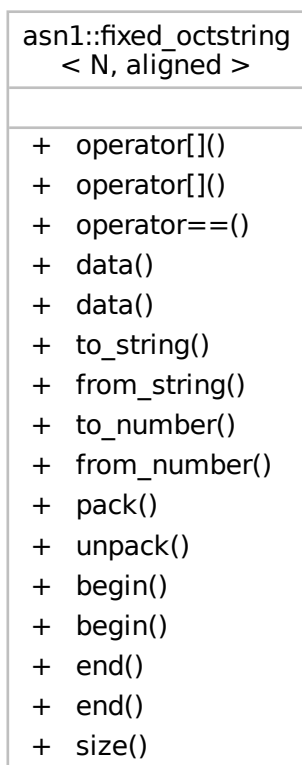 asn1::fixed_octstring
< N, aligned >
+ operator[]()
+ operator[]()
+ operator==()
+ data()
+ data()
+ to_string()
+ from_string()
+ to_number()
+ from_number()
+ pack()
+ unpack()
+ begin()
+ begin()
+ end()
+ end()
+ size()